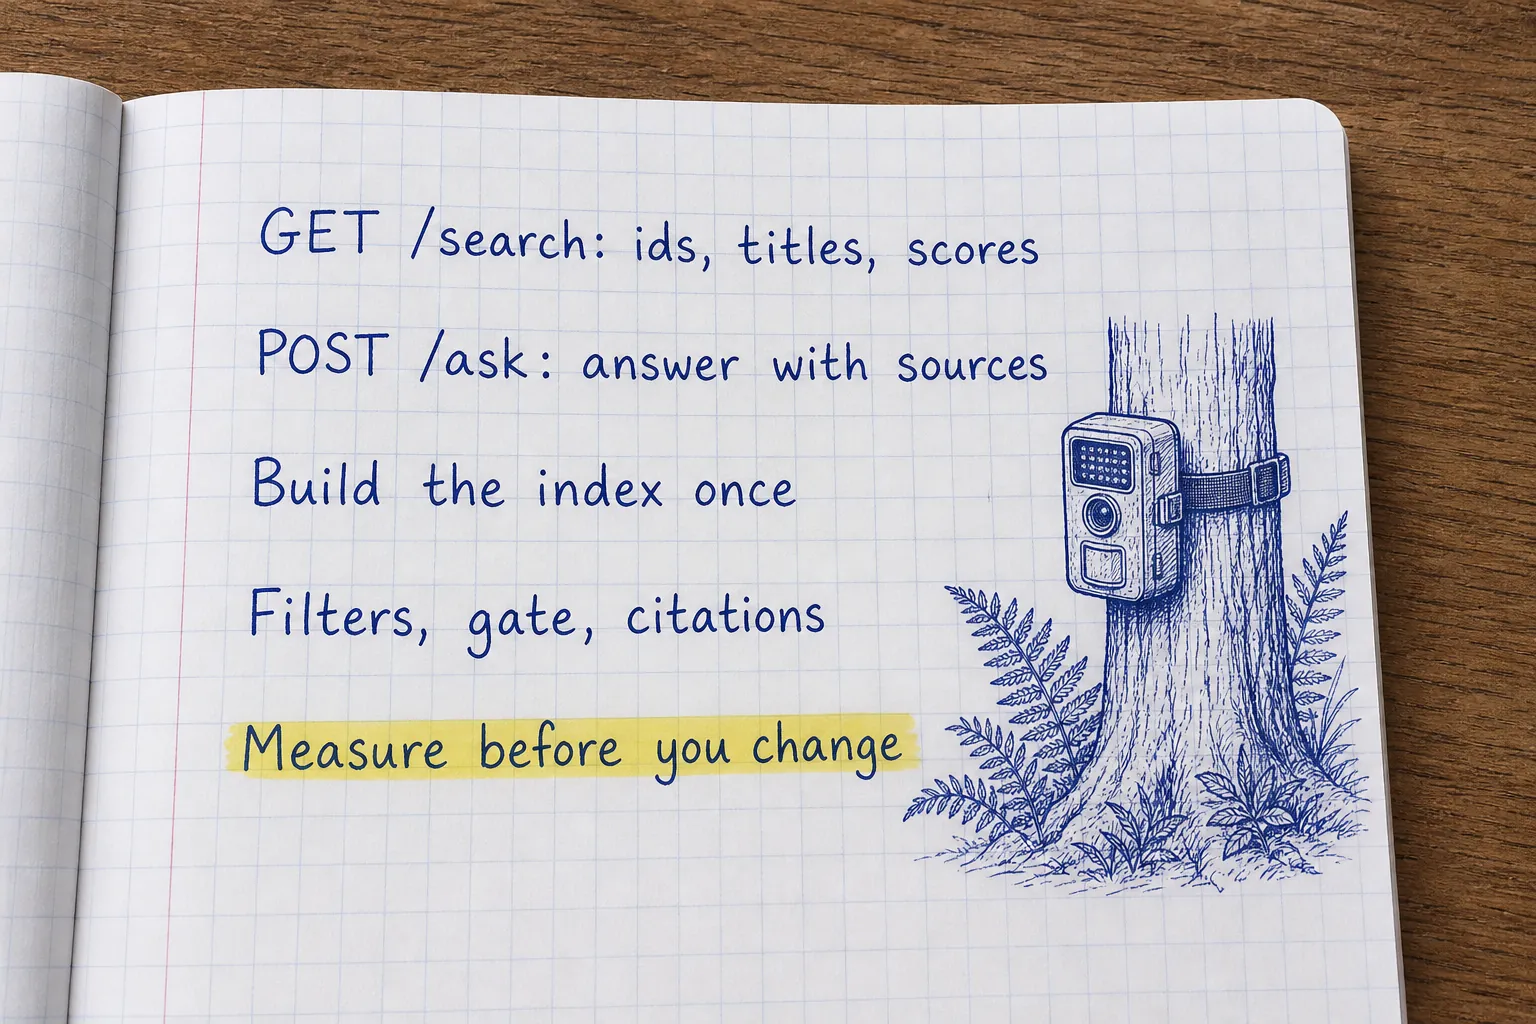 GET /search: ids, titles, scores
POST /ask: answer with sources
Build the index once
Filters, gate, citations
Measure before you change